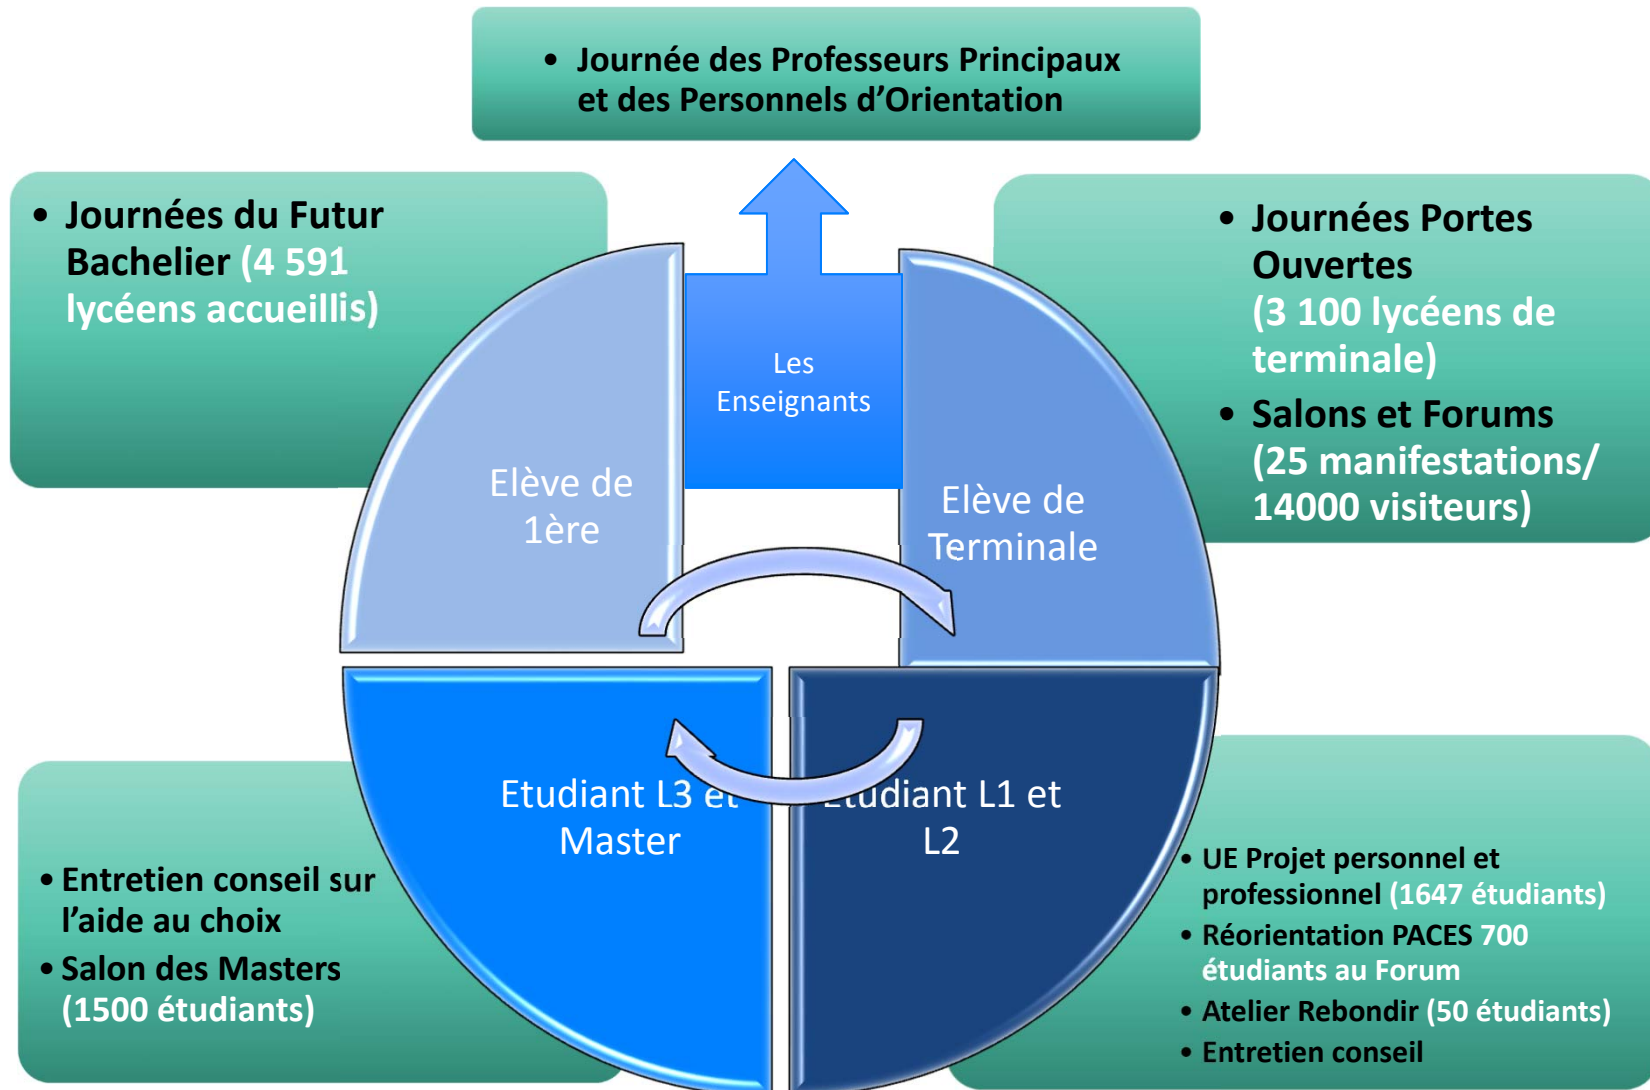 • Journée des Professeurs Principaux
et des Personnels d’Orientation
• Journées du Futur
Bachelier (4 591
lycéens accueillis)
• Journées Portes
Ouvertes
(3 100 lycéens de
terminale)
• Salons et Forums
(25 manifestations/
14000 visiteurs)
Les
Enseignants
Elève de
1ère
Elève de
Terminale
Etudiant L3 et
Master
Etudiant L1 et
L2
• Entretien conseil sur
l’aide au choix
• Salon des Masters
(1500 étudiants)
• UE Projet personnel et
professionnel (1647 étudiants)
• Réorientation PACES 700
étudiants au Forum
• Atelier Rebondir (50 étudiants)
• Entretien conseil